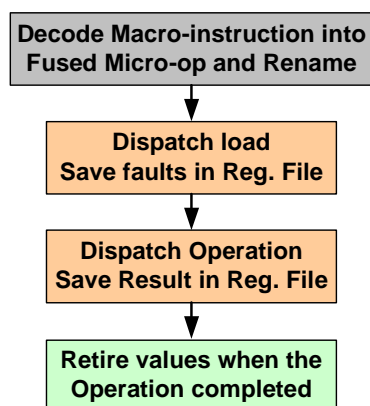 Decode Macro-instruction into
Fused Micro-op and Rename
Dispatch load
Save faults in Reg. File
Dispatch Operation
Save Result in Reg. File
Retire values when the
Operation completed